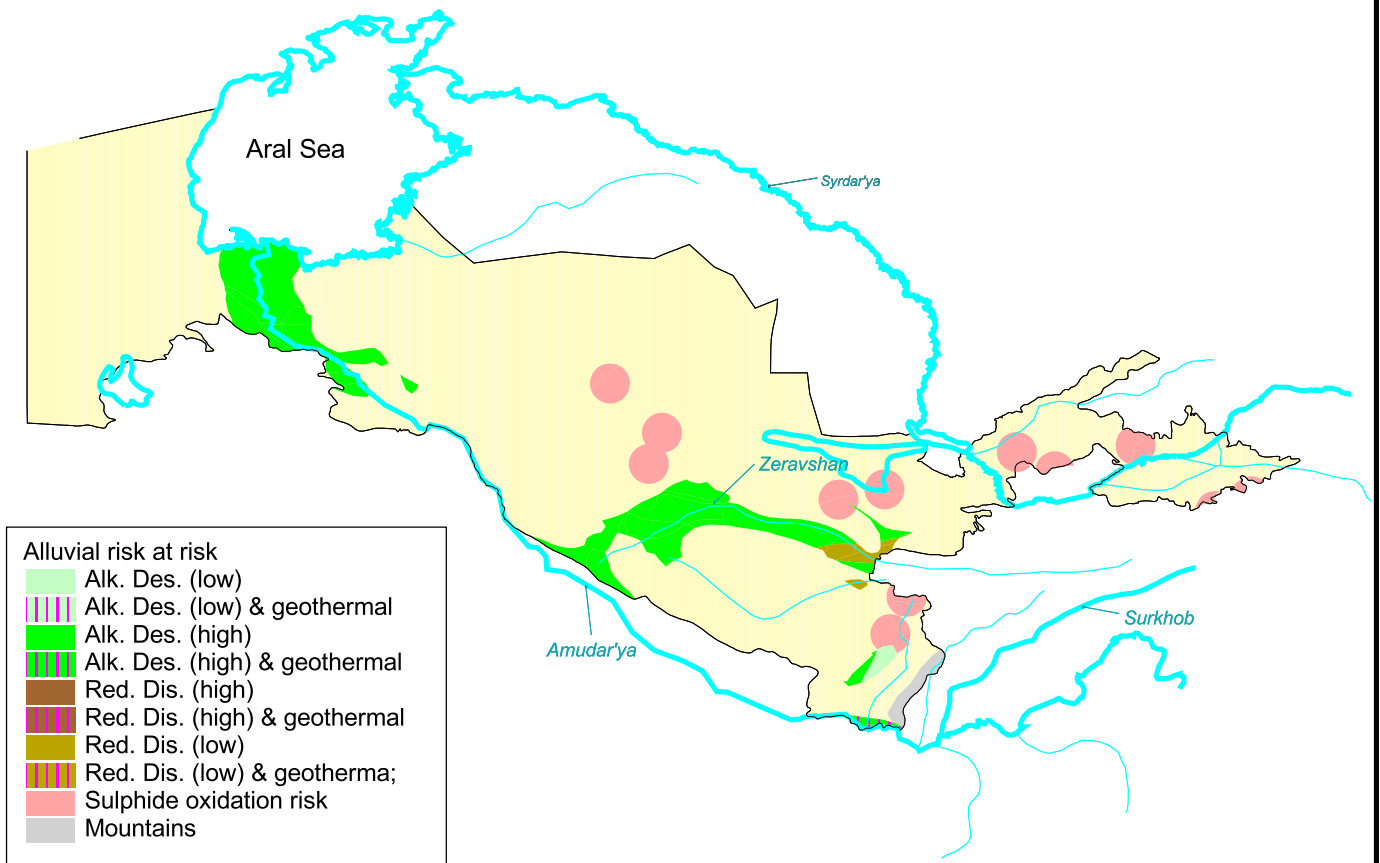 Aral Sea
Syrdar'ya
Zeravshan
Amudar'ya
Surkhob
Alluvial risk at risk
Alk. Des. (low)
Alk. Des. (low) & geothermal
Alk. Des. (high)
Alk. Des. (high) & geothermal
Red. Dis. (high)
Red. Dis. (high) & geothermal
Red. Dis. (low)
Red. Dis. (low) & geotherma;
Sulphide oxidation risk
Mountains